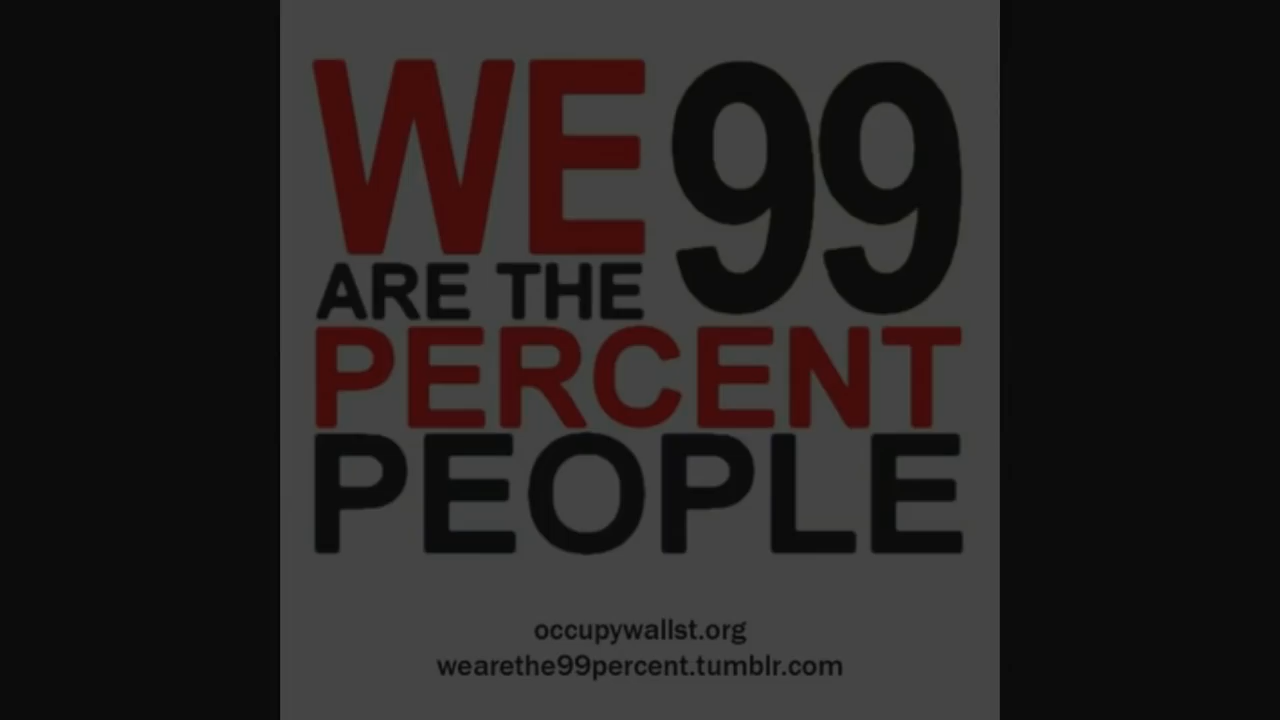 WE 99
ARE THE
PERCENT
PEOPLE
occupywallst.org
wearethe99percent.tumblr.com